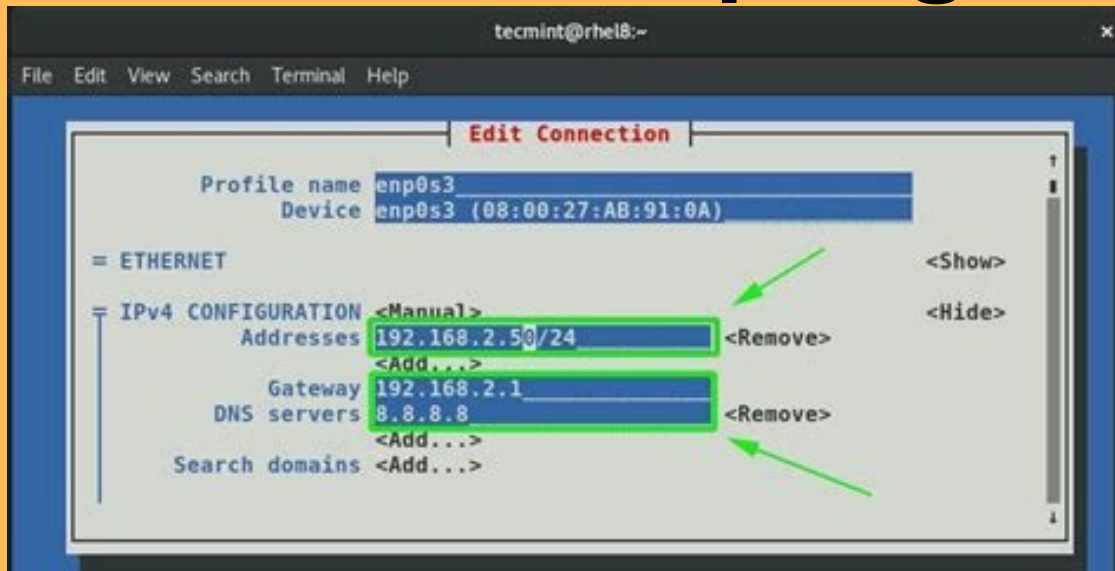 tecmint@rhel8:~ ×
File Edit View Search Terminal Help
Edit Connection
Profile name enp0s3
Device enp0s3 (08:00:27:AB:91:0A)
= ETHERNET <Show>
= IPv4 CONFIGURATION <Manual> <Hide>
Addresses 192.168.2.50/24 <Remove>
<Add...>
Gateway 192.168.2.1
DNS servers 8.8.8.8 <Remove>
<Add...>
Search domains <Add...>